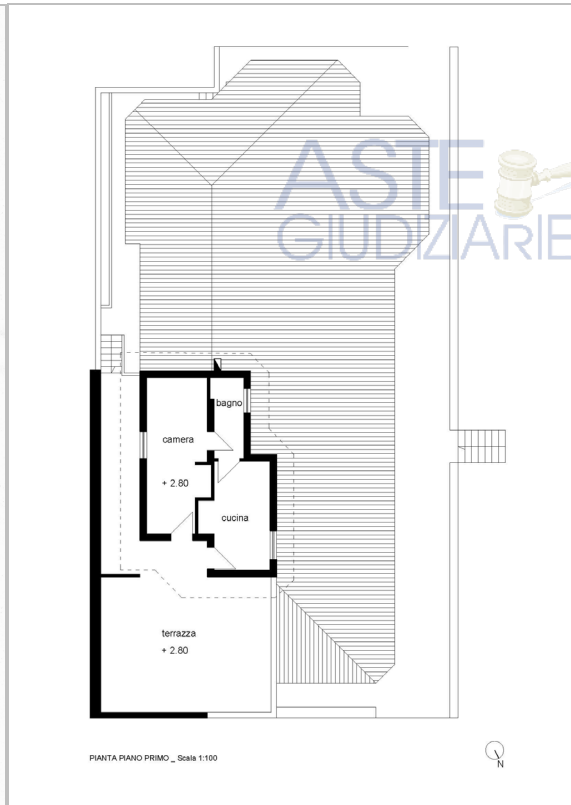 ASTE
GIUDIZIARIE
bagno
camera
+ 2.80
cucina
terrazza
+ 2.80
PIANTA PIANO PRIMO _ Scala 1:100
N